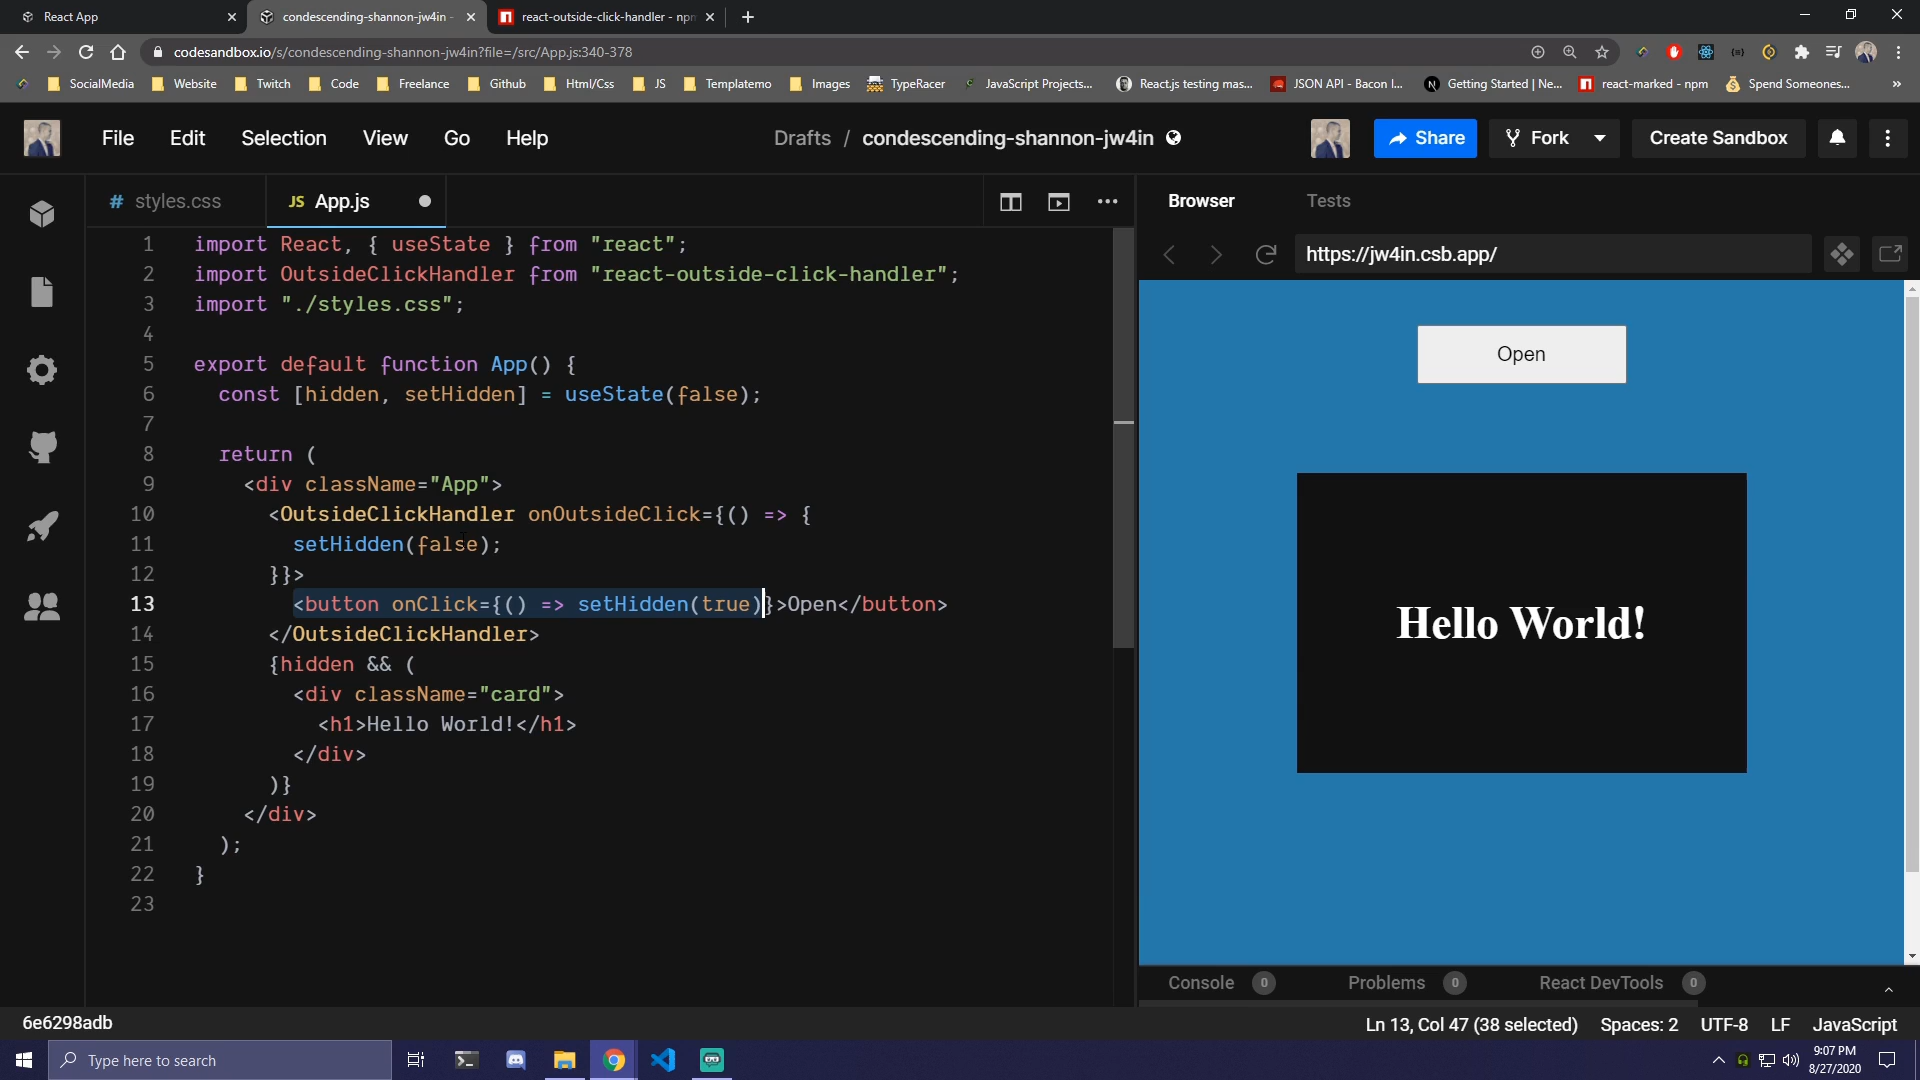 React App
condescending-shannon-jw4in -
react-outside-click-handler - npm
codesandbox.io/s/condescending-shannon-jw4in?file=/src/App.js:340-378
SocialMedia
Website
Twitch
Code
Freelance
Github
Html/Css
JS
Templatemo
Images
TypeRacer
JavaScript Projects...
React.js testing mas...
JSON API - Bacon I...
Getting Started | Ne...
react-marked - npm
Spend Someones...
»
File Edit Selection View Go Help
Drafts / condescending-shannon-jw4in
Share
Fork
Create Sandbox
# styles.css
JS App.js
Browser
Tests
https://jw4in.csb.app/
1 import React, { useState } from "react";
2 import OutsideClickHandler from "react-outside-click-handler";
3 import "./styles.css";
4
5 export default function App() {
6 const [hidden, setHidden] = useState(false);
7
8 return (
9 <div className="App">
10 <OutsideClickHandler onOutsideClick={() => {
11 setHidden(false);
12 }}>
13 <button onClick={() => setHidden(true)}>Open</button>
14 </OutsideClickHandler>
15 {hidden && (
16 <div className="card">
17 <h1>Hello World!</h1>
18 </div>
19 )}
20 </div>
21 );
22 }
23
Open
Hello World!
Console 0
Problems 0
React DevTools 0
6e6298adb
Ln 13, Col 47 (38 selected)
Spaces: 2
UTF-8
LF
JavaScript
Type here to search
9:07 PM
8/27/2020